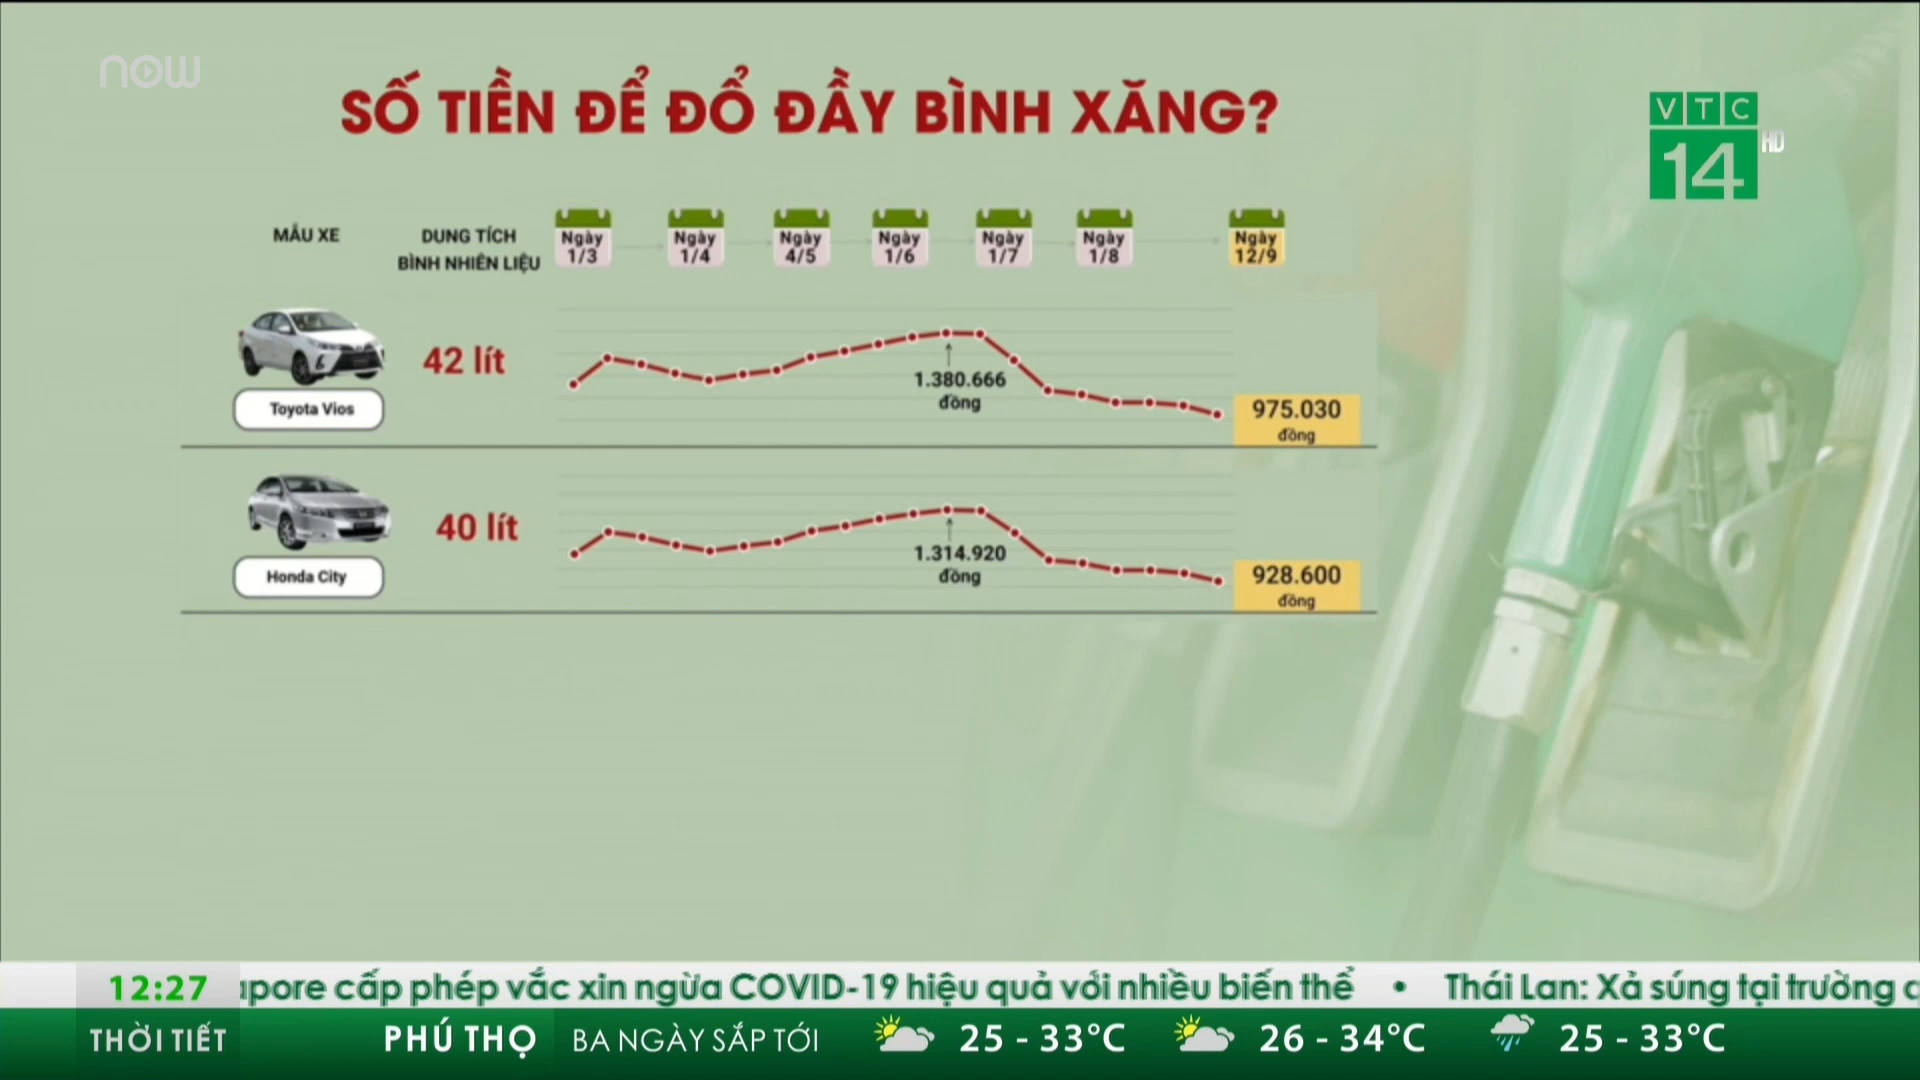 now
SỐ TIỀN ĐỂ ĐỔ ĐẦY BÌNH XĂNG?
VTC
14 HD
MẪU XE
DUNG TÍCH
BÌNH NHIÊN LIỆU
Ngày
1/3
Ngày
1/4
Ngày
4/5
Ngày
1/6
Ngày
1/7
Ngày
1/8
Ngày
12/9
42 lít
Toyota Vios
1.380.666
đồng
975.030
đồng
40 lít
Honda City
1.314.920
đồng
928.600
đồng
12:27 apore cấp phép vắc xin ngừa COVID-19 hiệu quả với nhiều biến thể • Thái Lan: Xả súng tại trường
THỜI TIẾT PHÚ THỌ BA NGÀY SẮP TỚI 25 - 33°C 26 - 34°C 25 - 33°C